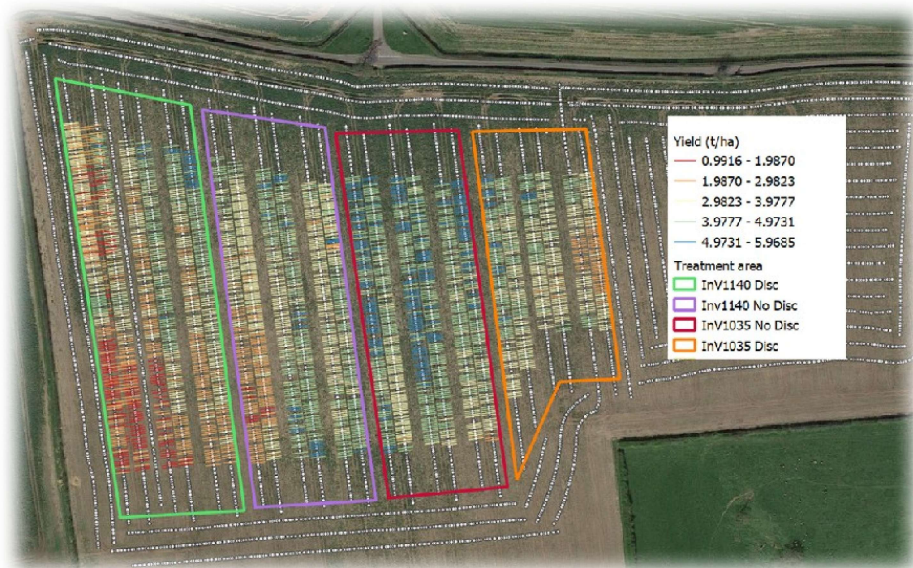 Yield (t/ha)
0.9916 - 1.9870
1.9870 - 2.9823
2.9823 - 3.9777
3.9777 - 4.9731
4.9731 - 5.9685
Treatment area
InV1140 Disc
Inv1140 No Disc
InV1035 No Disc
InV1035 Disc